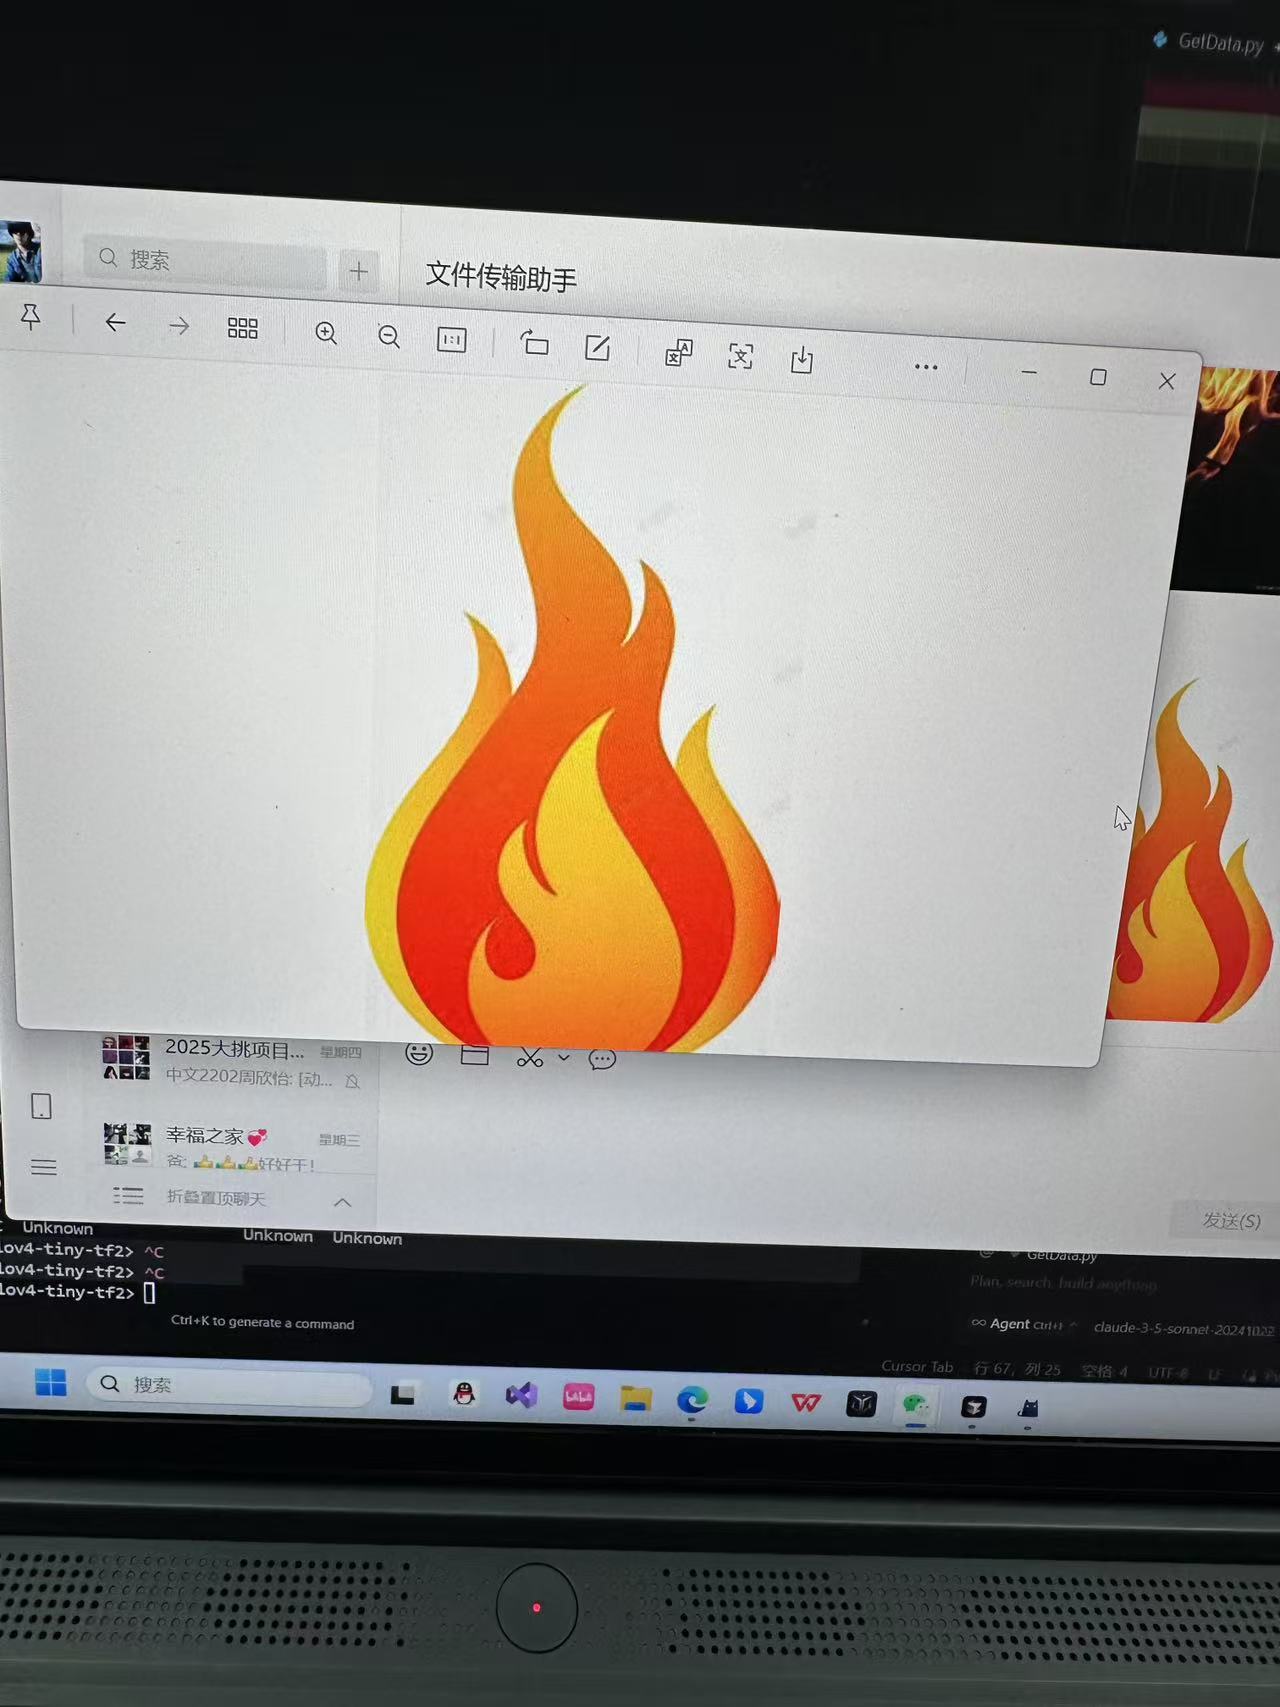 GetData.py
搜索
文件传输助手
2025大挑项目... 星期四
中文2202周欣怡: [动...
幸福之家💞 星期三
爸: 👍👍👍好好干!
折叠置顶聊天
发送(S)
Unknown
Unknown Unknown
lov4-tiny-tf2> ^C
lov4-tiny-tf2> ^C
lov4-tiny-tf2>
GetData.py
Plan, search, build anything
Ctrl+K to generate a command
∞ Agent Ctrl+I
claude-3-5-sonnet-20241022
Cursor Tab 行 67, 列 25 空格: 4 UTF-8 LF
搜索